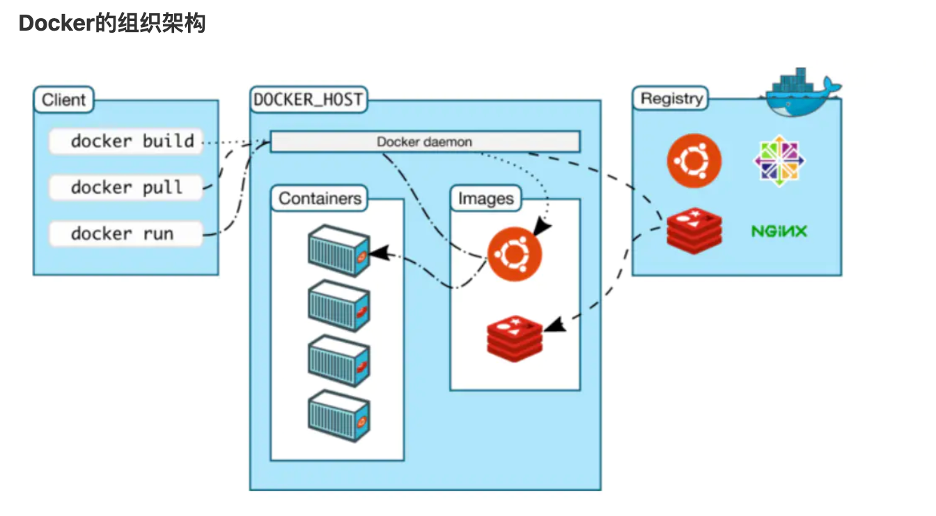 Docker的组织架构
Client
docker build
docker pull
docker run
DOCKER_HOST
Docker daemon
Containers
Images
Registry
NGiNX